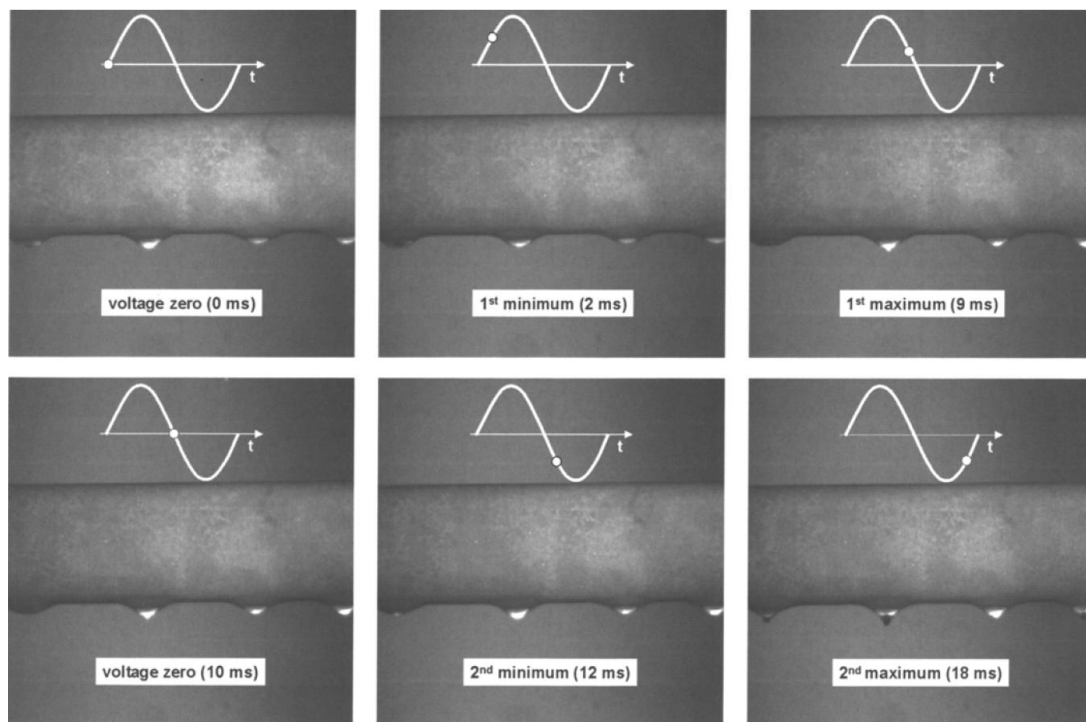 t
t
t
voltage zero (0 ms)
1st minimum (2 ms)
1st maximum (9 ms)
t
t
t
voltage zero (10 ms)
2nd minimum (12 ms)
2nd maximum (18 ms)